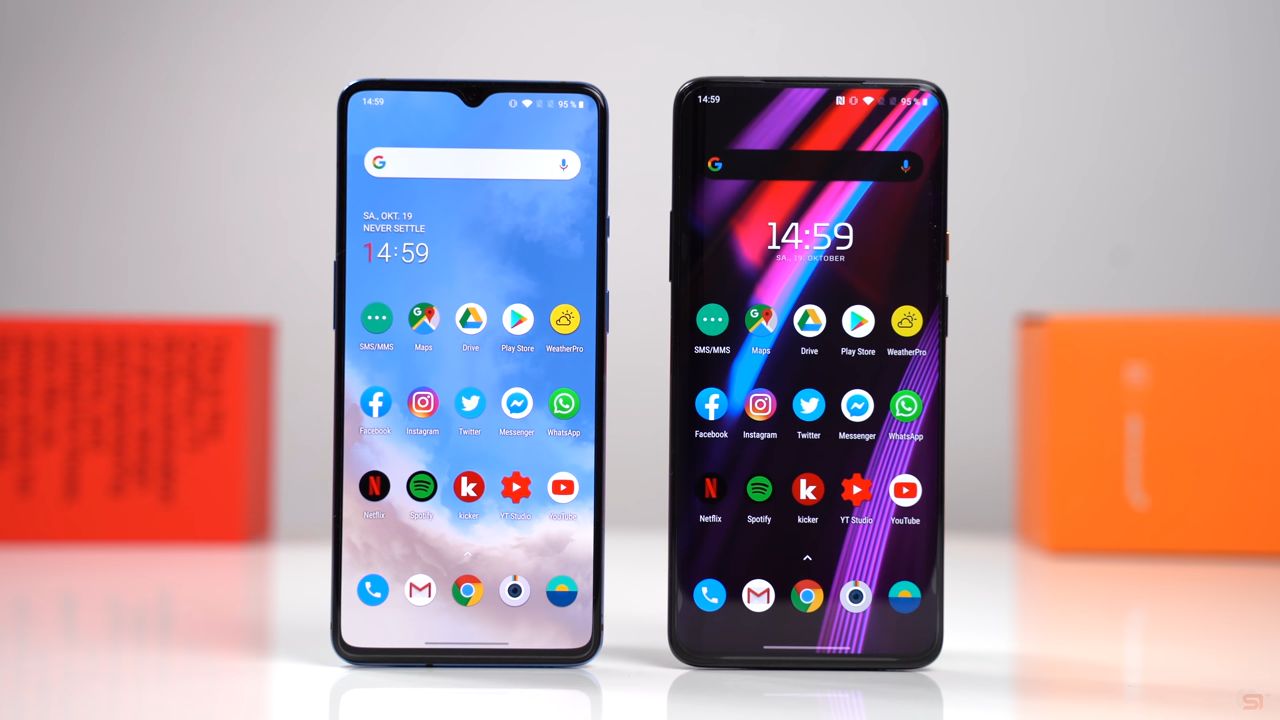 14:59
95 %
SA., OKT. 19
NEVER SETTLE
14:59
SMS/MMS
Maps
Drive
Play Store
WeatherPro
Facebook
Instagram
Twitter
Messenger
WhatsApp
Netflix
Spotify
kicker
YT Studio
YouTube
14:59
95 %
14:59
SA., 19. OKTOBER
SMS/MMS
Maps
Drive
Play Store
WeatherPro
Facebook
Instagram
Twitter
Messenger
WhatsApp
Netflix
Spotify
kicker
YT Studio
YouTube